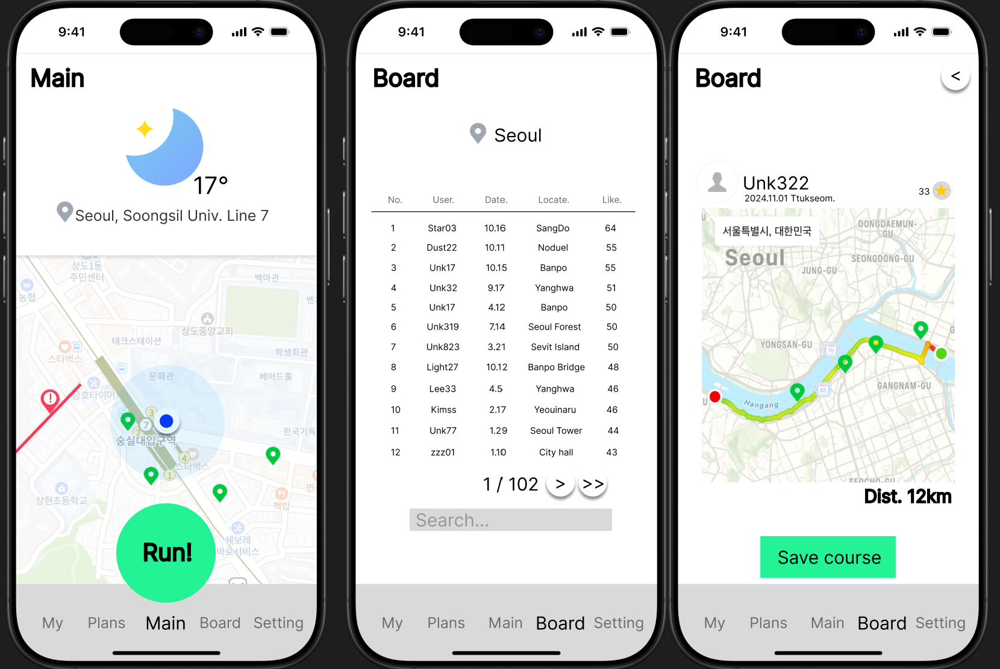 9:41
Main
17°
Seoul, Soongsil Univ. Line 7
상도1동
주민센터
백마관
농협
벤
상도중앙교회
테크스테이션
학생회관
스타벅스
문화관
베어드홀
금호타이어
!
3
7
2
한국기독
숭실대입구역
4
스타벅스
1
면
상현초등학교
핵밥
쉐보레
바로서비스
Run!
My Plans Main Board Setting
9:41
Board
Seoul
No. User. Date. Locate. Like.
1 Star03 10.16 SangDo 64
2 Dust22 10.11 Noduel 55
3 Unk17 10.15 Banpo 55
4 Unk32 9.17 Yanghwa 51
5 Unk17 4.12 Banpo 50
6 Unk319 7.14 Seoul Forest 50
7 Unk823 3.21 Sevit Island 50
8 Light27 10.12 Banpo Bridge 48
9 Lee33 4.5 Yanghwa 46
10 Kimss 2.17 Yeouinaru 46
11 Unk77 1.29 Seoul Tower 44
12 zzz01 1.10 City hall 43
1 / 102 > >>
Search...
My Plans Main Board Setting
9:41
Board
<
Unk322
2024.11.01 Ttukseom.
33
서울특별시, 대한민국
DONGDAEMUN-
GU
Seoul
SEONGDONG-GU
JUNG-GU
YONGSAN-GU
70
GANGNAM-GU
88
Hangang
SEOCHO-GU
Dist. 12km
Save course
My Plans Main Board Setting